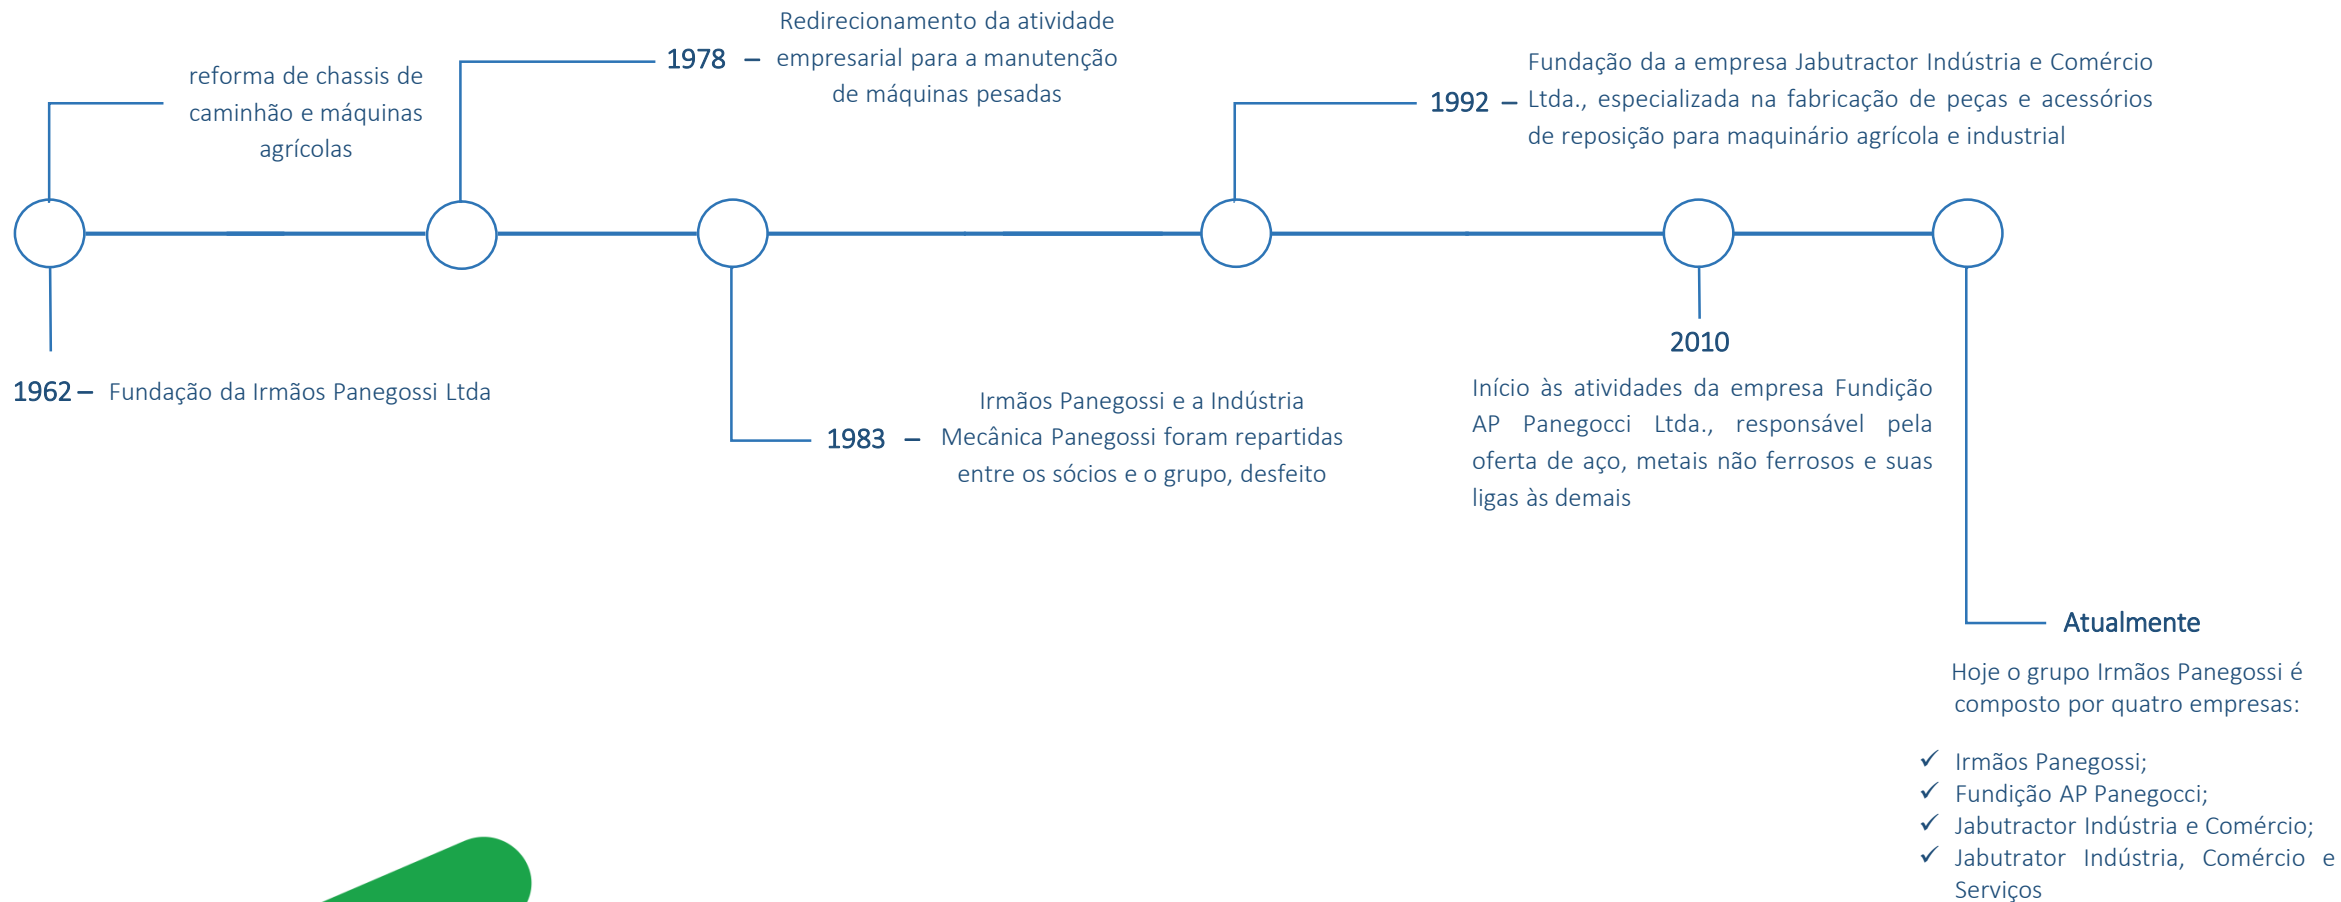 reforma de chassis de
caminhão e máquinas
agrícolas
1962 – Fundação da Irmãos Panegossi Ltda
Redirecionamento da atividade
1978 – empresarial para a manutenção
de máquinas pesadas
Irmãos Panegossi e a Indústria
1983 – Mecânica Panegossi foram repartidas
entre os sócios e o grupo, desfeito
Fundação da a empresa Jabutractor Indústria e Comércio
1992 – Ltda., especializada na fabricação de peças e acessórios
de reposição para maquinário agrícola e industrial
2010
Início às atividades da empresa Fundição
AP Panegocci Ltda., responsável pela
oferta de aço, metais não ferrosos e suas
ligas às demais
Atualmente
Hoje o grupo Irmãos Panegossi é
composto por quatro empresas:
✓ Irmãos Panegossi;
✓ Fundição AP Panegocci;
✓ Jabutractor Indústria e Comércio;
✓ Jabutrator Indústria, Comércio e
Serviços